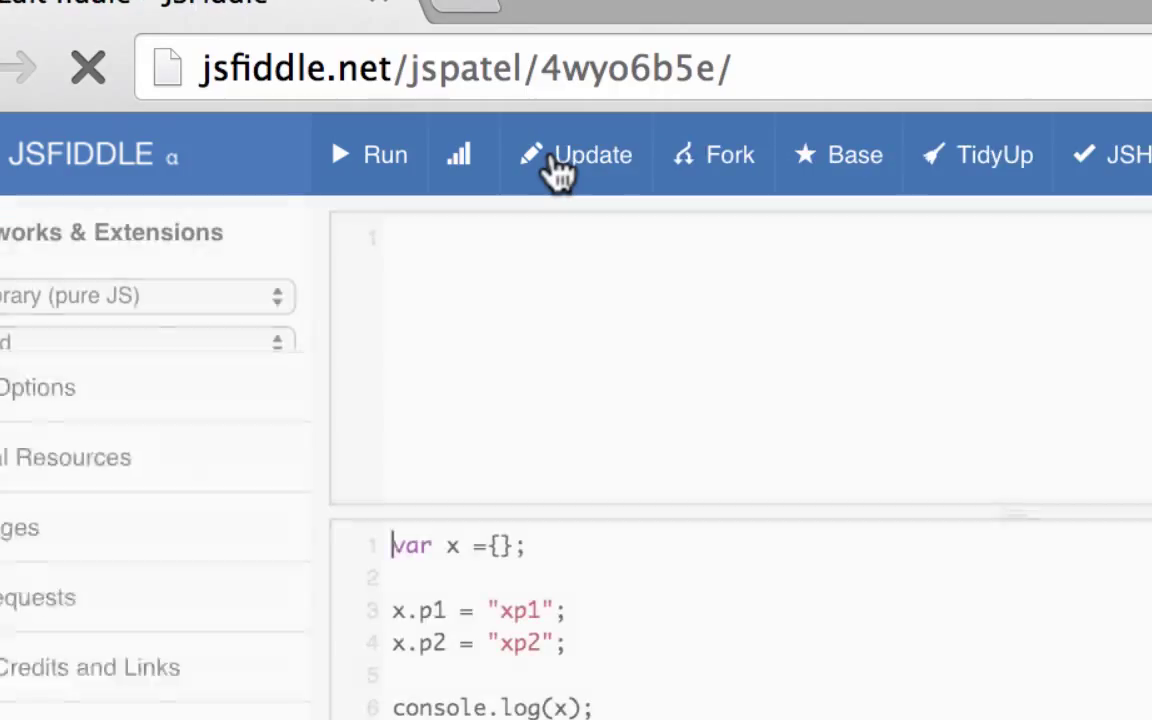 jsfiddle.net/jspatel/4wyo6b5e/
JSFIDDLE α Run Update Fork Base TidyUp JSH
works & Extensions
rary (pure JS)
d
Options
l Resources
ges
equests
Credits and Links
1
1 var x ={};
2
3 x.p1 = "xp1";
4 x.p2 = "xp2";
5
6 console.log(x);